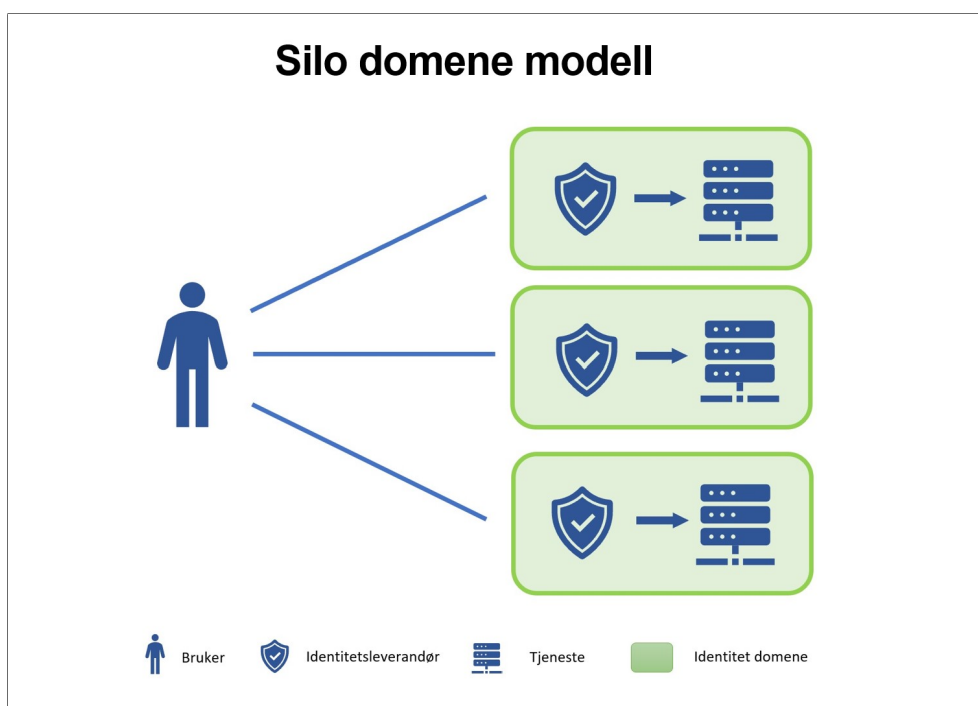 Silo domene modell
Bruker
Identitetsleverandør
Tjeneste
Identitet domene